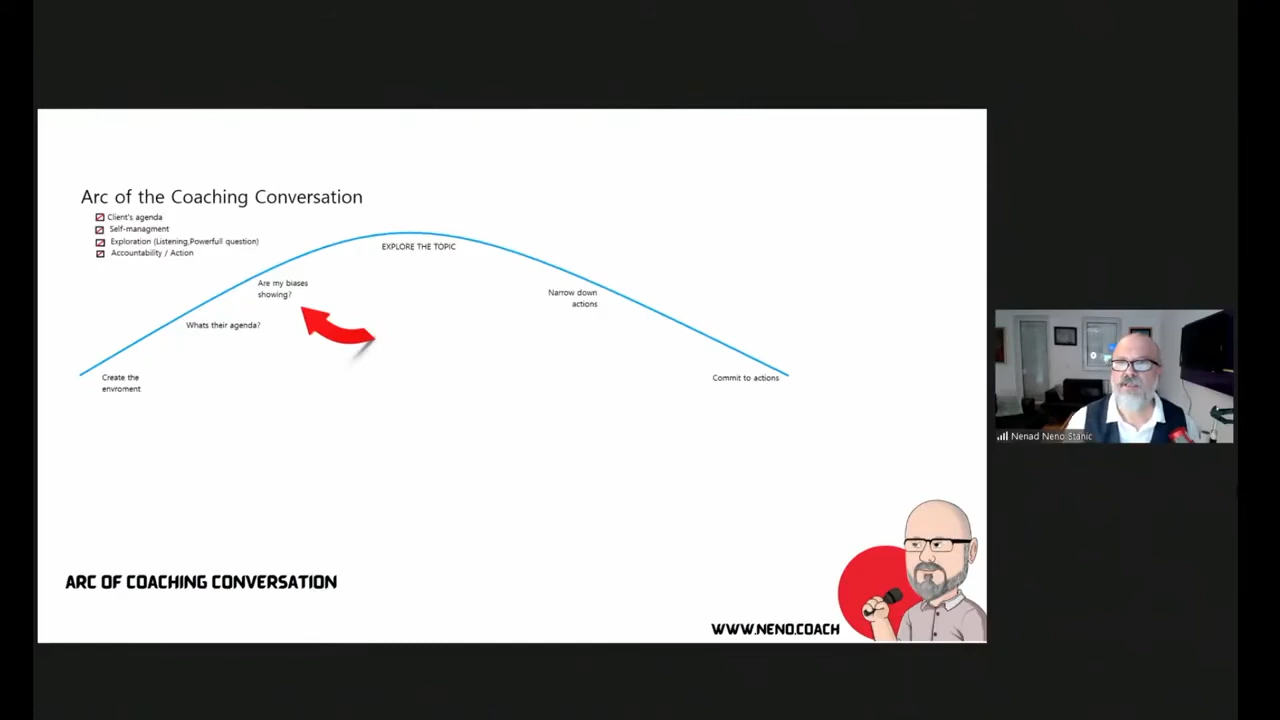 Arc of the Coaching Conversation
Client's agenda
Self-managment
Exploration (Listening,Powerfull question)
Accountability / Action
EXPLORE THE TOPIC
Are my biases
showing?
Narrow down
actions
Whats their agenda?
Create the
enviroment
Commit to actions
Nenad Neno Stanic
ARC OF COACHING CONVERSATION
WWW.NENO.COACH